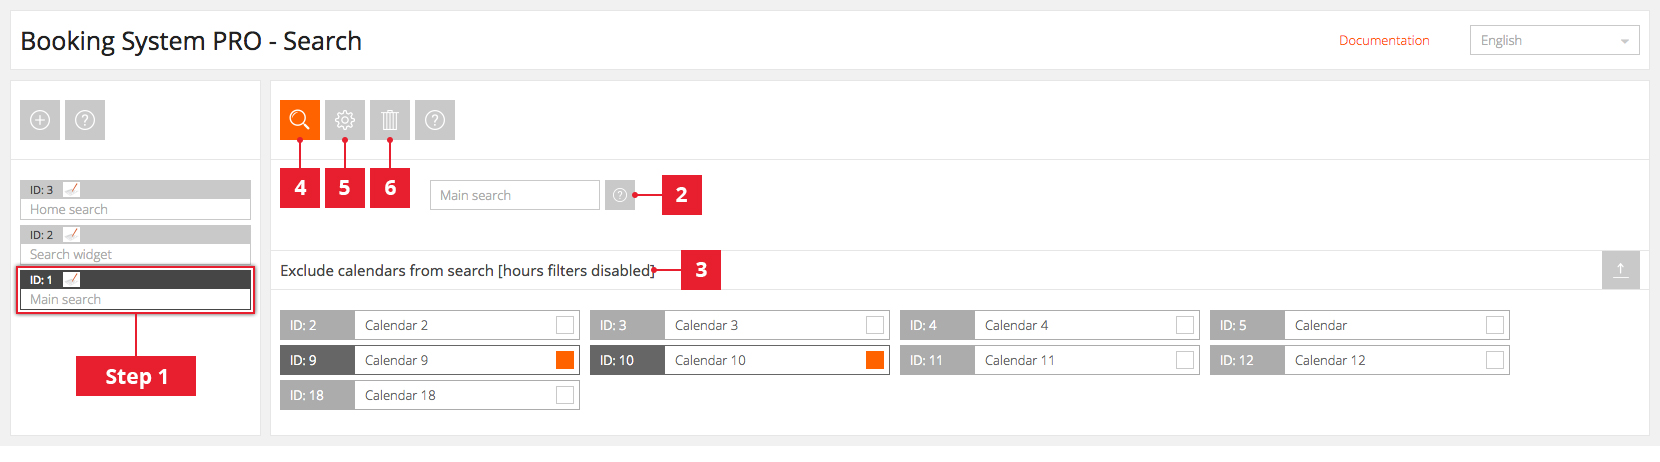 Booking System PRO - Search
Documentation
English
ID: 3
Home search
ID: 2
Search widget
ID: 1
Main search
Step 1
4
5
6
Main search
2
Exclude calendars from search [hours filters disabled]
3
ID: 2 Calendar 2
ID: 3 Calendar 3
ID: 4 Calendar 4
ID: 5 Calendar
ID: 9 Calendar 9
ID: 10 Calendar 10
ID: 11 Calendar 11
ID: 12 Calendar 12
ID: 18 Calendar 18